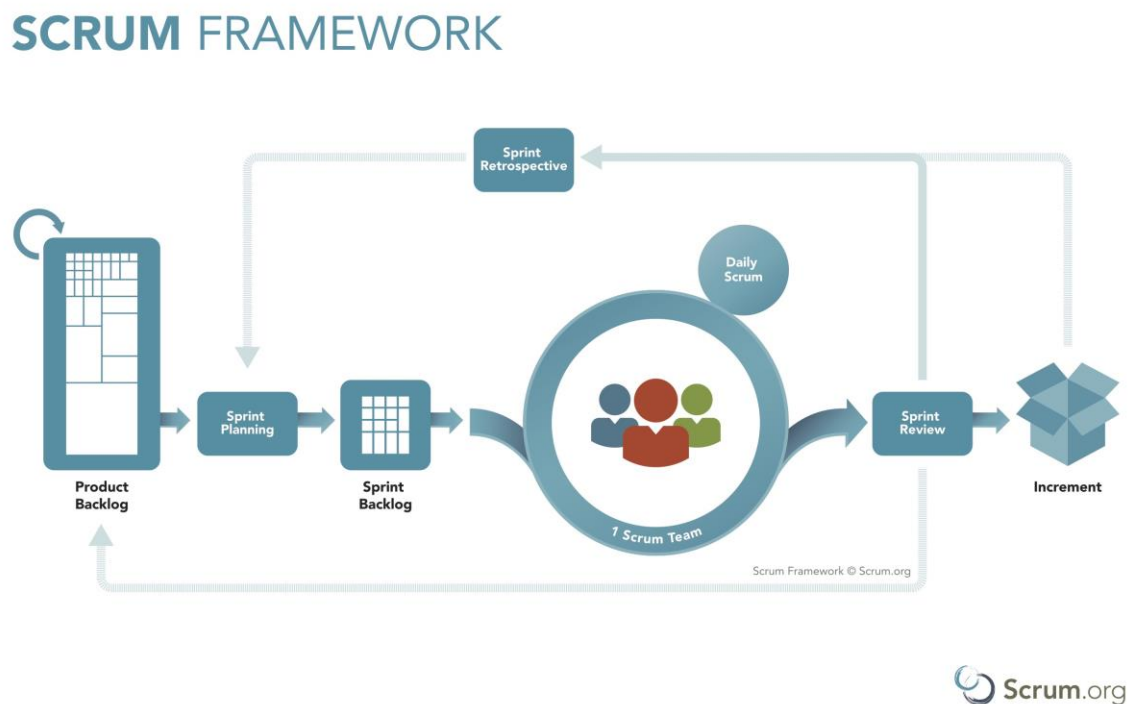 SCRUM FRAMEWORK
Sprint
Retrospective
Daily
Scrum
Sprint
Planning
Sprint
Review
Product
Backlog
Sprint
Backlog
Increment
1 Scrum Team
Scrum Framework © Scrum.org
Scrum.org